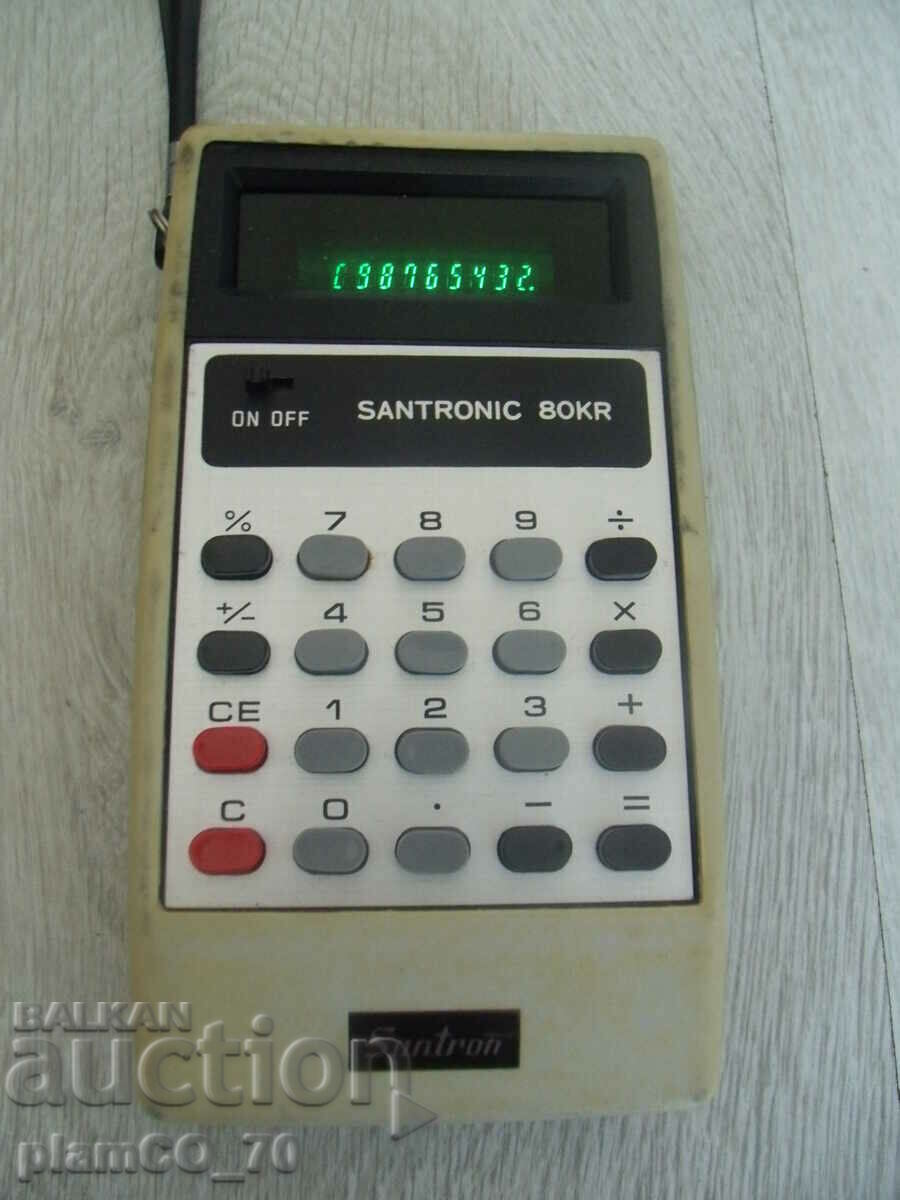 [98765432.
ON OFF SANTRONIC 80KR
% 7 8 9 ÷
+/- 4 5 6 X
CE 1 2 3 +
C 0 . - =
Santron
BALKAN
auction
plamCO_70